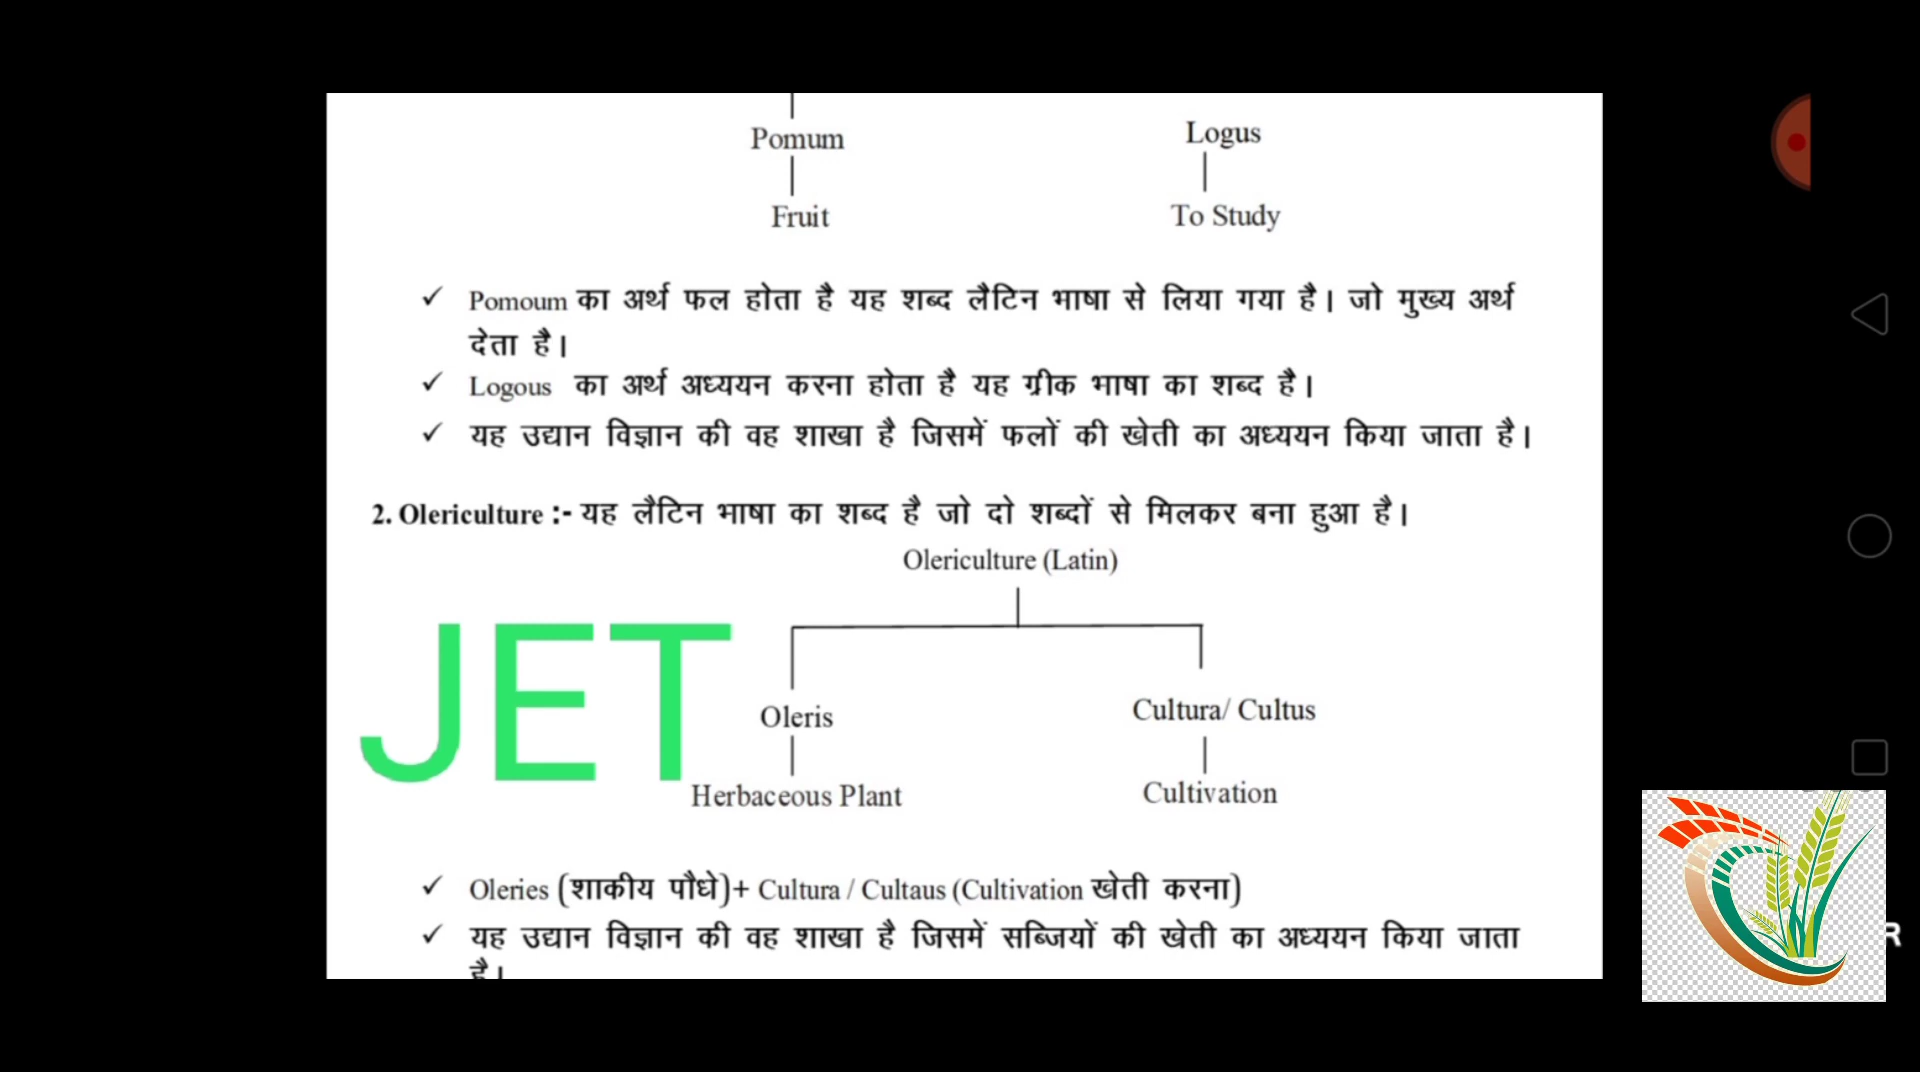 Pomum
Logus
Fruit
To Study
✓ Pomoum का अर्थ फल होता है यह शब्द लैटिन भाषा से लिया गया है। जो मुख्य अर्थ
देता है।
✓ Logous का अर्थ अध्ययन करना होता है यह ग्रीक भाषा का शब्द है।
✓ यह उद्यान विज्ञान की वह शाखा है जिसमें फलों की खेती का अध्ययन किया जाता है।
2. Olericulture :- यह लैटिन भाषा का शब्द है जो दो शब्दों से मिलकर बना हुआ है।
Olericulture (Latin)
JET
Oleris
Cultura/ Cultus
Herbaceous Plant
Cultivation
✓ Oleries (शाकीय पौधे)+ Cultura / Cultaus (Cultivation खेती करना)
✓ यह उद्यान विज्ञान की वह शाखा है जिसमें सब्जियों की खेती का अध्ययन किया जाता
है।
R